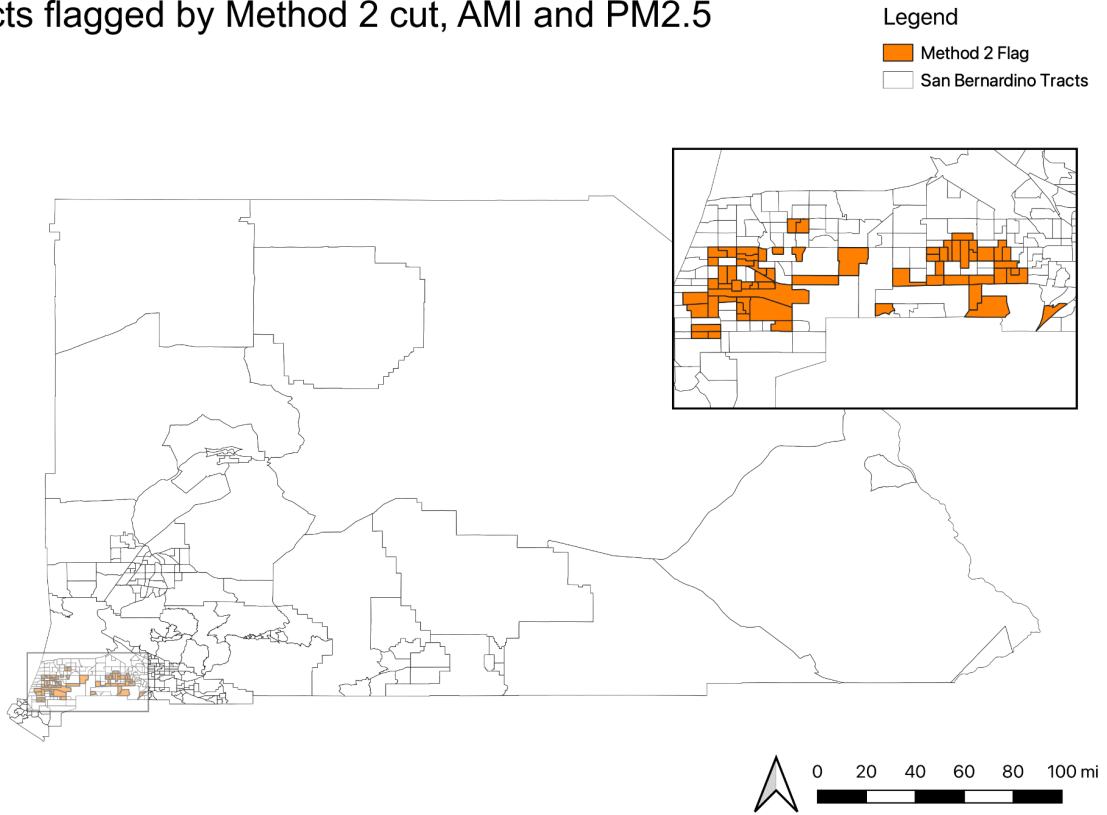 flagged by Method 2 cut, AMI and PM2.5
Legend
Method 2 Flag
San Bernardino Tracts
0 20 40 60 80 100 mi